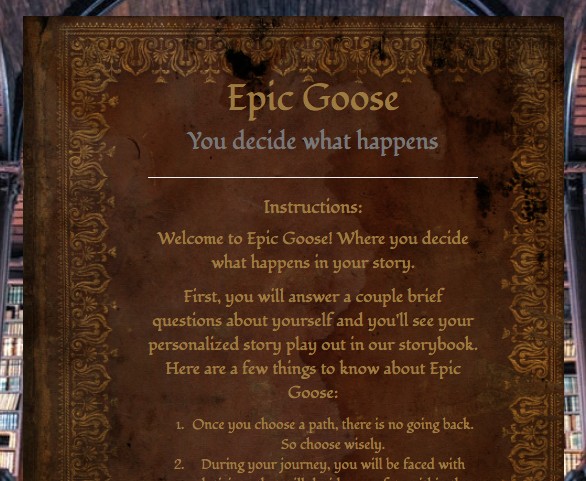 Epic Goose
You decide what happens
Instructions:
Welcome to Epic Goose! Where you decide
what happens in your story.
First, you will answer a couple brief
questions about yourself and you'll see your
personalized story play out in our storybook.
Here are a few things to know about Epic
Goose:
1. Once you choose a path, there is no going back.
So choose wisely.
2. During your journey, you will be faced with